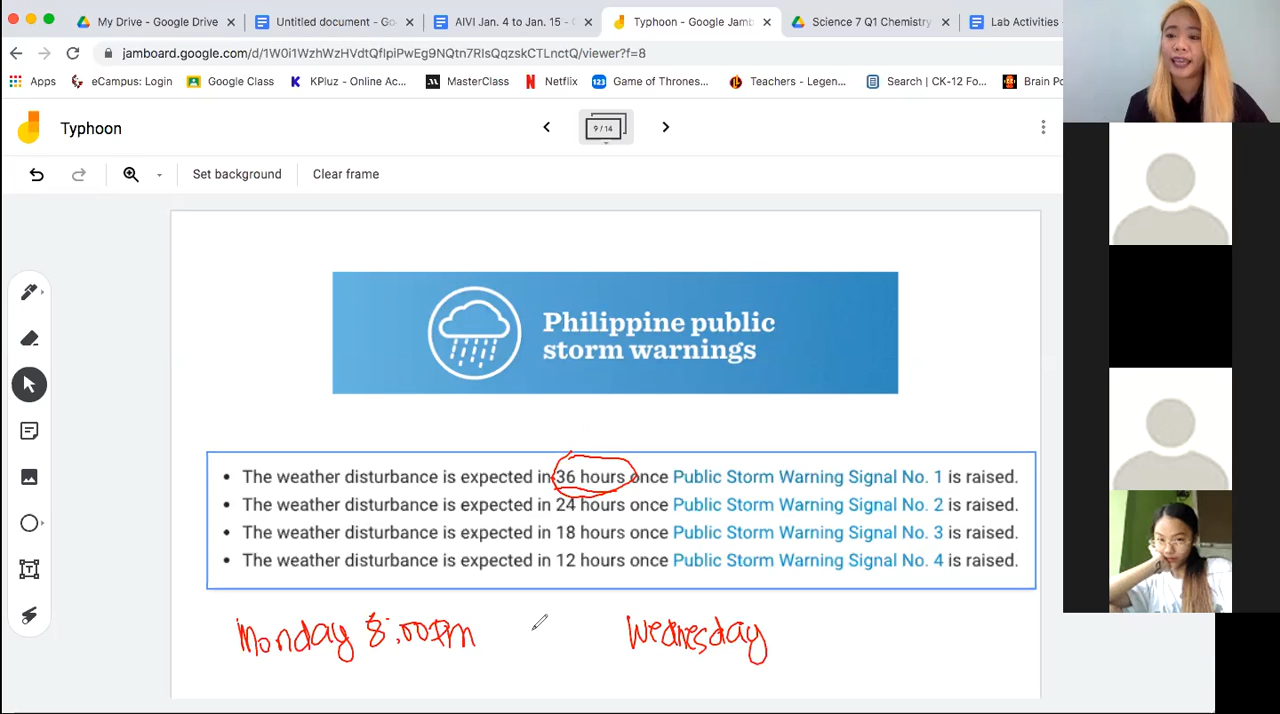 My Drive - Google Drive
Untitled document - Go
AIVI Jan. 4 to Jan. 15 -
Typhoon - Google Jamb
Science 7 Q1 Chemistry
Lab Activities
jamboard.google.com/d/1W0i1WzhWzHVdtQflpiPwEg9NQtn7RlsQqzskCTLnctQ/viewer?f=8
Apps
eCampus: Login
Google Class
KPluz - Online Ac...
MasterClass
Netflix
Game of Thrones...
Teachers - Legen...
Search | CK-12 Fo...
Brain Po
Typhoon
9 / 14
Set background
Clear frame
Philippine public
storm warnings
• The weather disturbance is expected in 36 hours once Public Storm Warning Signal No. 1 is raised.
• The weather disturbance is expected in 24 hours once Public Storm Warning Signal No. 2 is raised.
• The weather disturbance is expected in 18 hours once Public Storm Warning Signal No. 3 is raised.
• The weather disturbance is expected in 12 hours once Public Storm Warning Signal No. 4 is raised.
Monday 8:00PM
Wednesday